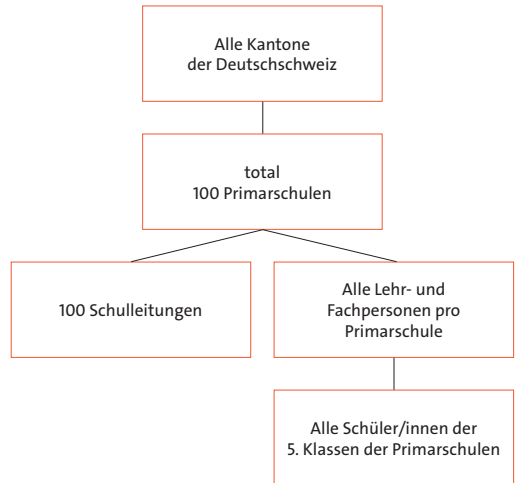 Alle Kantone
der Deutschschweiz
total
100 Primarschulen
100 Schulleitungen
Alle Lehr- und
Fachpersonen pro
Primarschule
Alle Schüler/innen der
5. Klassen der Primarschulen